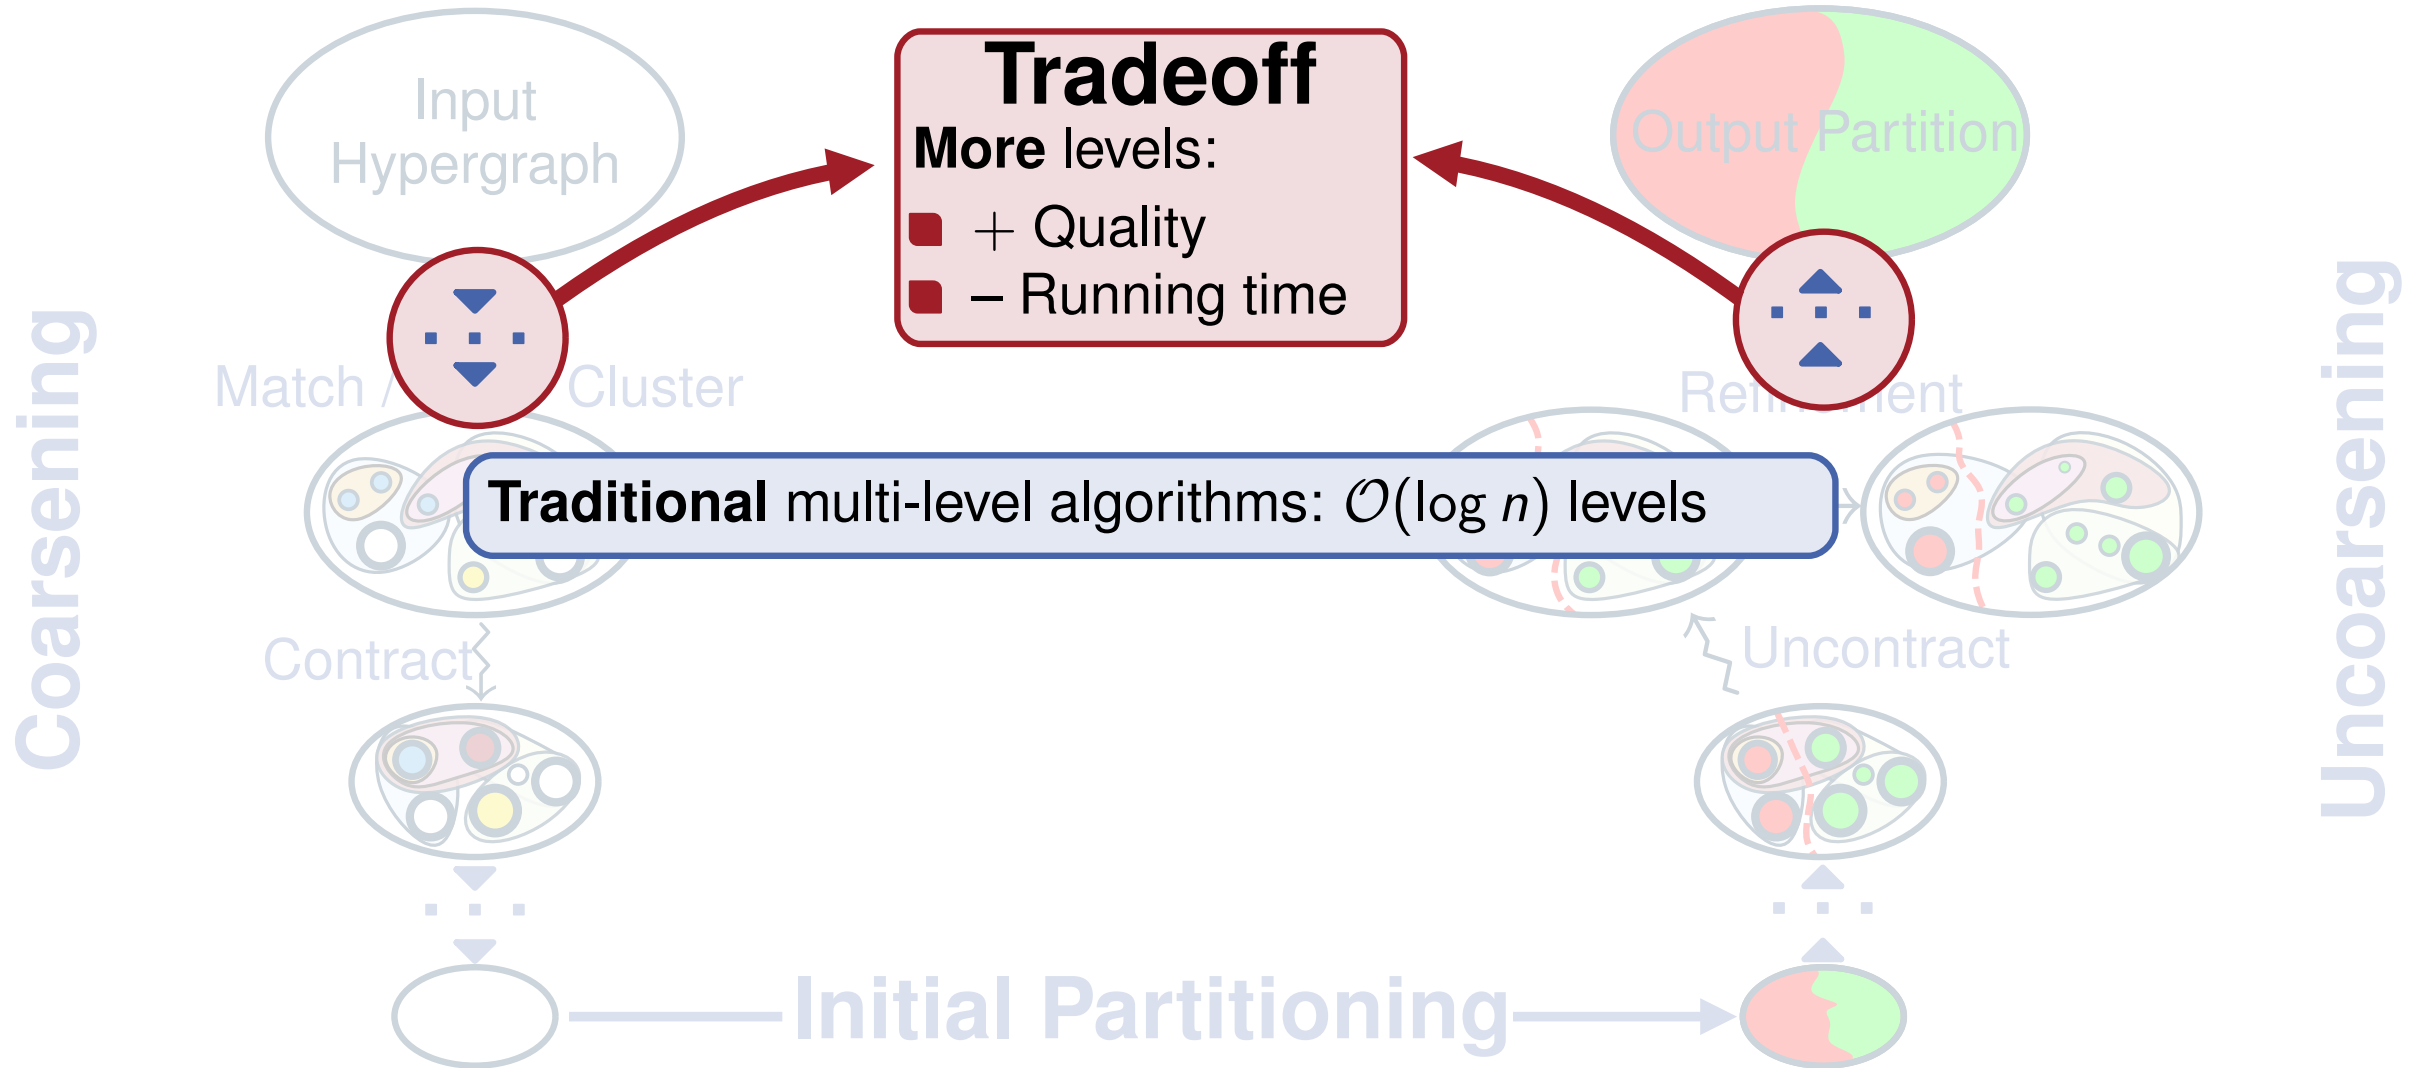 Input
Hypergraph
Tradeoff
More levels:
+ Quality
– Running time
Output Partition
Coarsening
Match / Cluster
Refinement
Uncoarsening
Traditional multi-level algorithms: 𝒪(log n) levels
Contract
Uncontract
Initial Partitioning